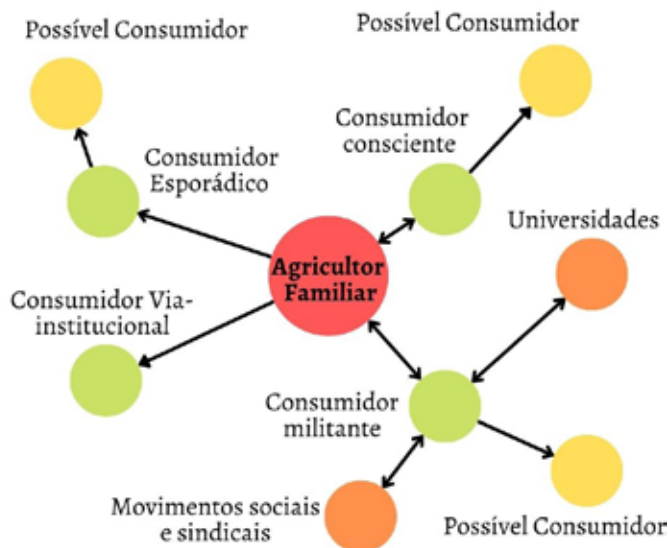 Possível Consumidor
Possível Consumidor
Consumidor
consciente
Consumidor
Esporádico
Universidades
Agricultor
Familiar
Consumidor Via-
institucional
Consumidor
militante
Movimentos sociais
e sindicais
Possível Consumidor